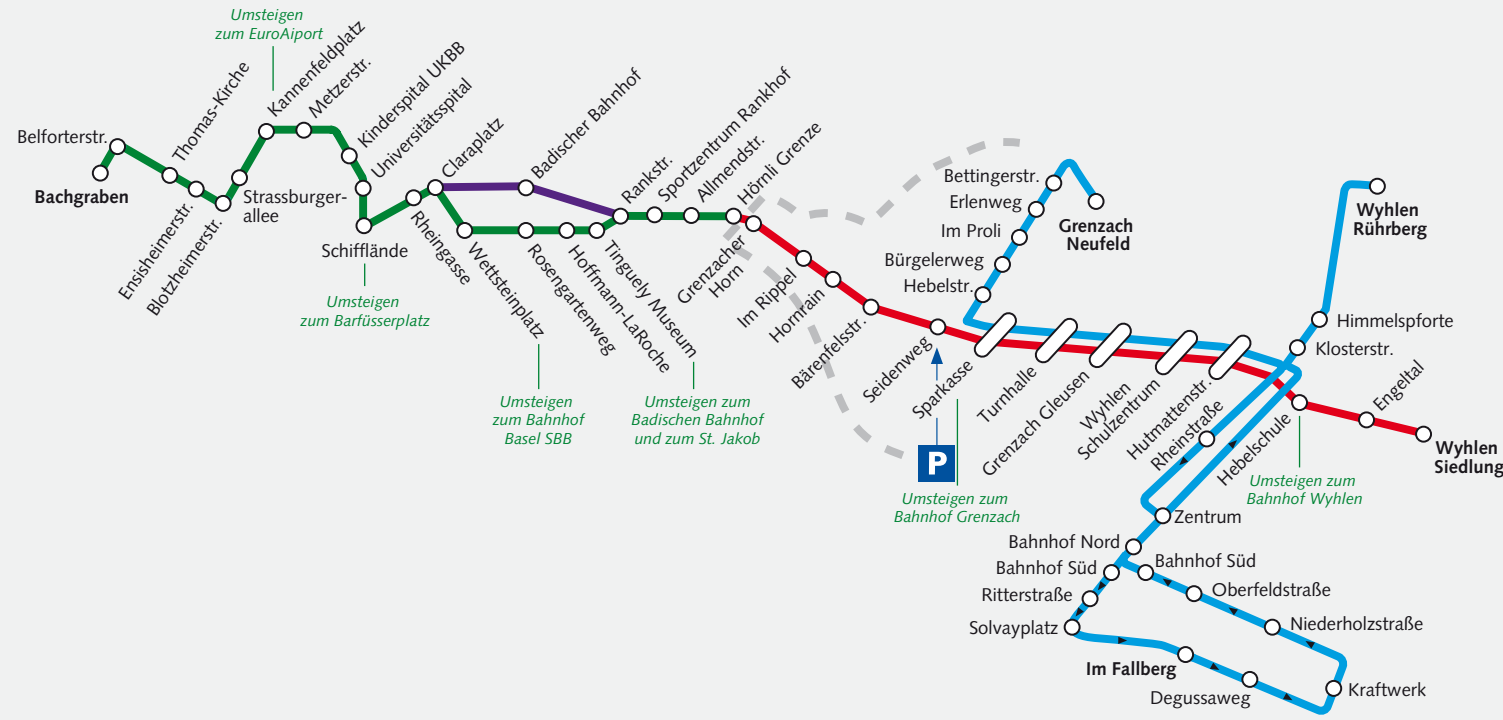 Umsteigen
zum EuroAiport
Belforterstr.
Bachgraben
Thomas-Kirche
Ensisheimerstr.
Blotzheimerstr.
Strassburger-
allee
Kannenfeldplatz
Metzerstr.
Kinderspital UKBB
Universitätsspital
Schifflände
Umsteigen
zum Barfüsserplatz
Rheingasse
Claraplatz
Badischer Bahnhof
Wettsteinplatz
Umsteigen
zum Bahnhof
Basel SBB
Rosengartenweg
Hoffmann-LaRoche
Tinguely Museum
Umsteigen zum
Badischen Bahnhof
und zum St. Jakob
Rankstr.
Sportzentrum Rankhof
Allmendstr.
Hörnli Grenze
Grenzacher
Horn
Im Rippel
Hornrain
Bärenfelsstr.
Seidenweg
P
Sparkasse
Umsteigen zum
Bahnhof Grenzach
Turnhalle
Grenzach Gleusen
Wyhlen
Schulzentrum
Hutmattenstr.
Rheinstraße
Hebelschule
Umsteigen zum
Bahnhof Wyhlen
Engeltal
Wyhlen
Siedlung
Bettingerstr.
Erlenweg
Im Proli
Bürgelerweg
Hebelstr.
Grenzach
Neufeld
Wyhlen
Rührberg
Himmelspforte
Klosterstr.
Zentrum
Bahnhof Nord
Bahnhof Süd
Bahnhof Süd
Ritterstraße
Oberfeldstraße
Solvayplatz
Niederholzstraße
Im Fallberg
Degussaweg
Kraftwerk